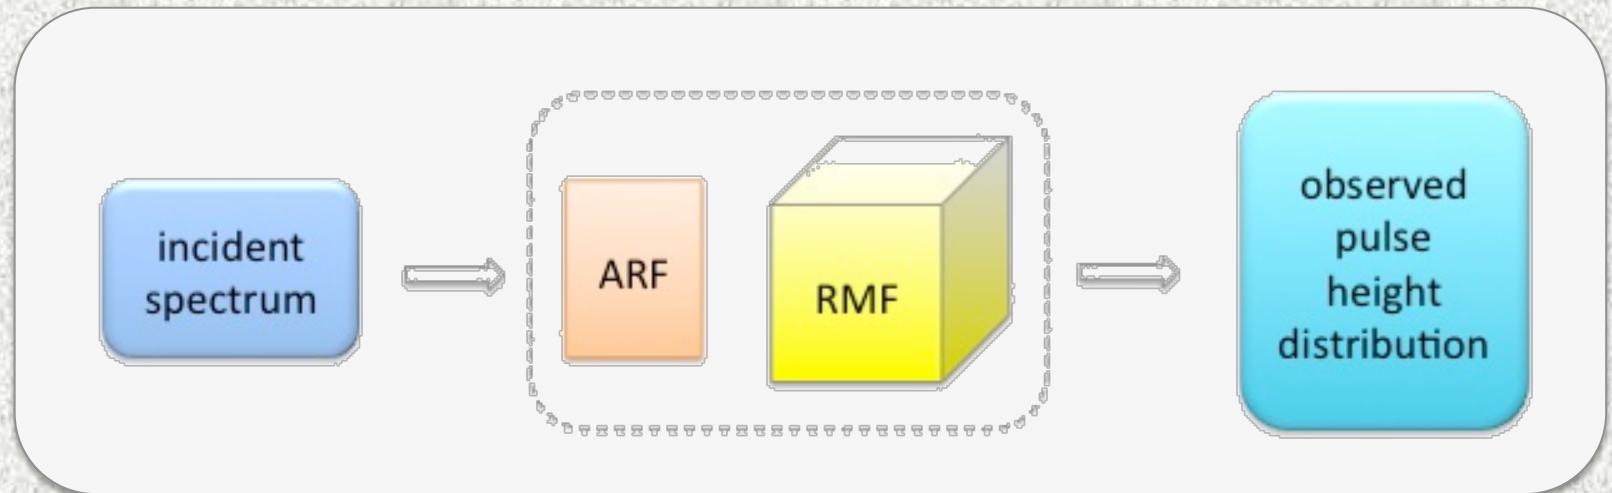 incident
spectrum
ARF
RMF
observed
pulse
height
distribution